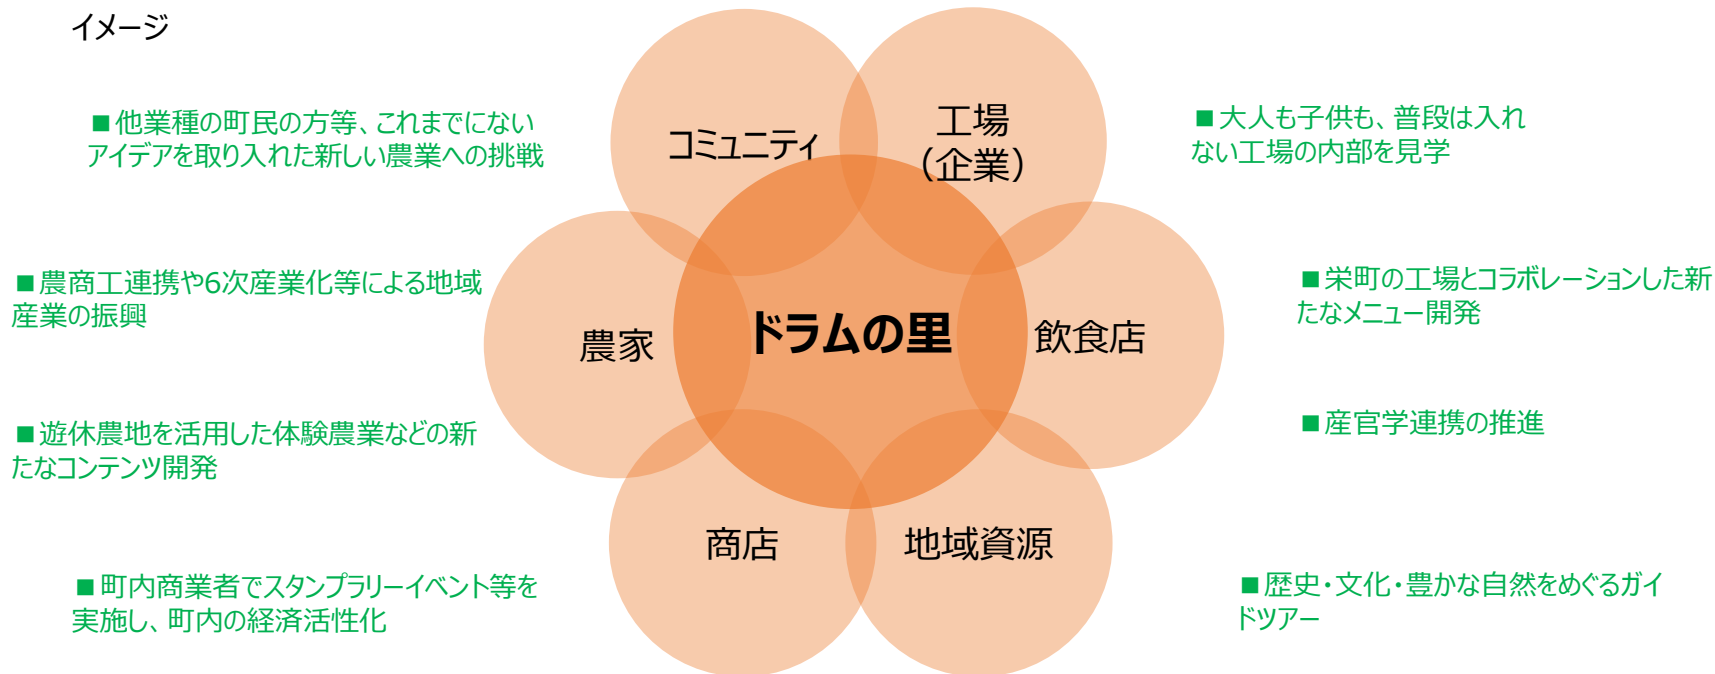 イメージ
■他業種の町民の方等、これまでにない
アイデアを取り入れた新しい農業への挑戦
■農商工連携や6次産業化等による地域
産業の振興
■遊休農地を活用した体験農業などの新
たなコンテンツ開発
■町内商業者でスタンプラリーイベント等を
実施し、町内の経済活性化
コミュニティ
工場
（企業）
農家
ドラムの里
飲食店
商店
地域資源
■大人も子供も、普段は入れ
ない工場の内部を見学
■栄町の工場とコラボレーションした新
たなメニュー開発
■産官学連携の推進
■歴史・文化・豊かな自然をめぐるガイ
ドツアー